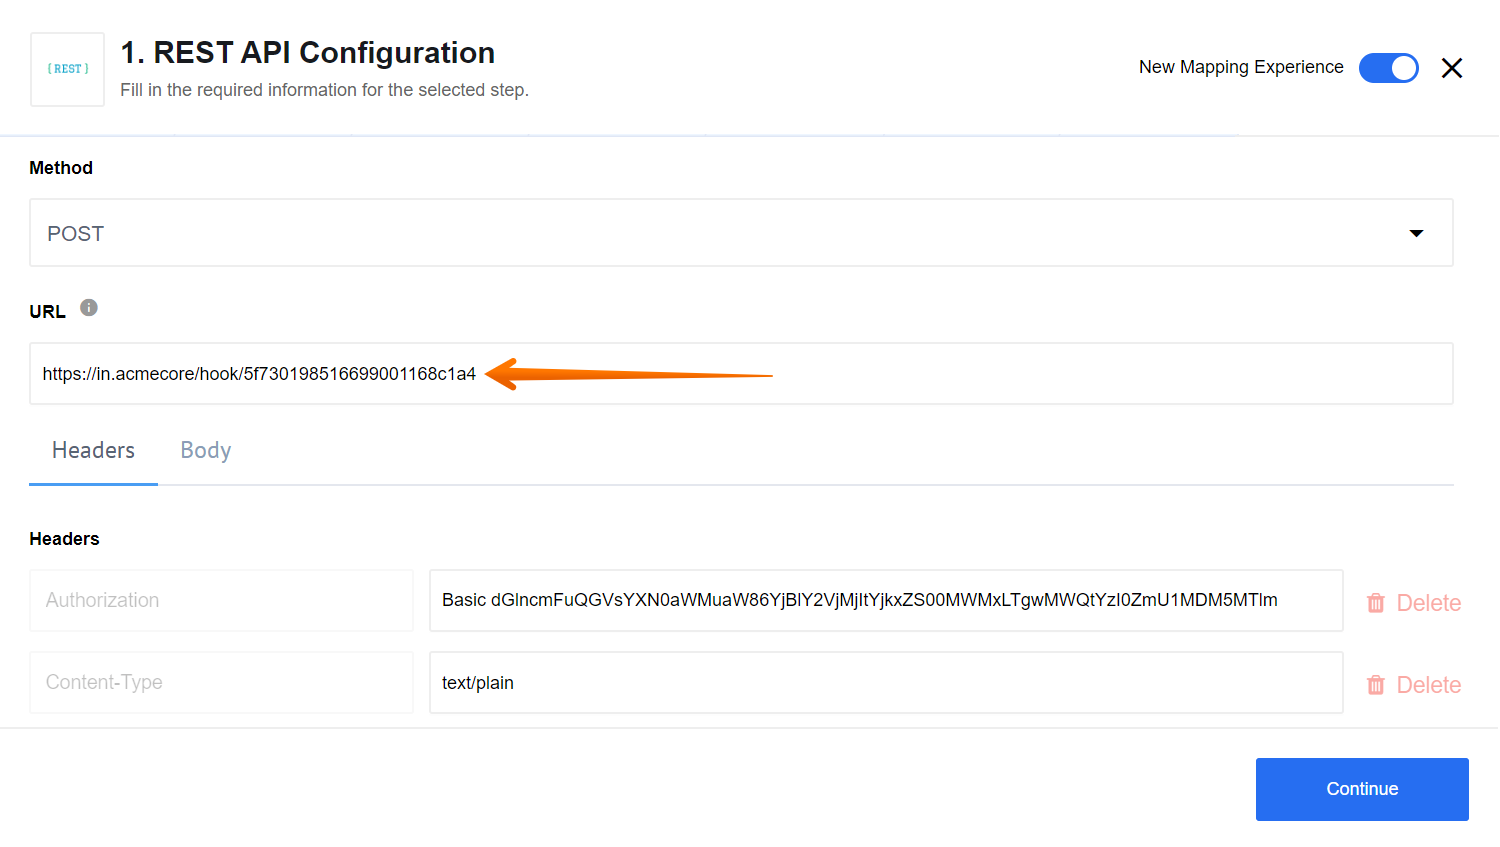 {REST}
1. REST API Configuration
Fill in the required information for the selected step.
New Mapping Experience
Method
POST
URL
https://in.acmecore/hook/5f730198516699001168c1a4
Headers
Body
Headers
Authorization
Basic dGlncmFuQGVsYXN0aWMuaW86YjBlY2VjMjItYjkxZS00MWMxLTgwMWQtYzI0ZmU1MDM5MTlm
Delete
Content-Type
text/plain
Delete
Continue